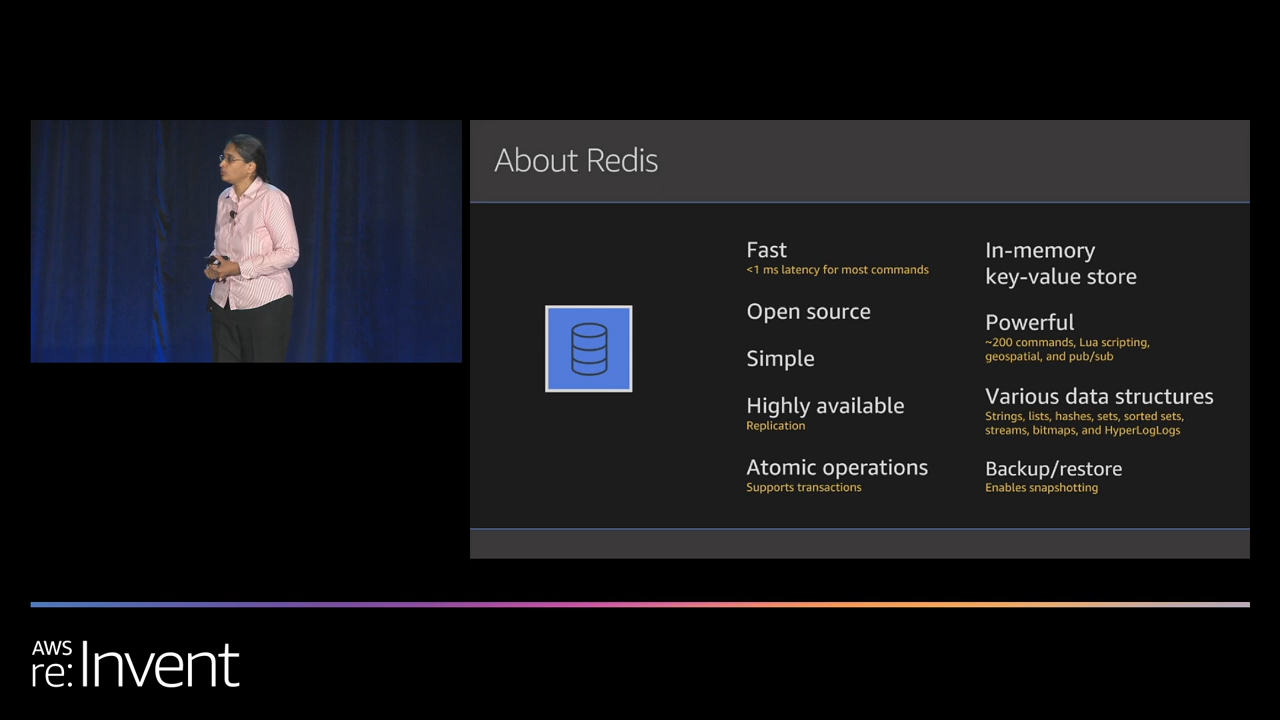 About Redis
Fast
<1 ms latency for most commands
Open source
Simple
Highly available
Replication
Atomic operations
Supports transactions
In-memory
key-value store
Powerful
~200 commands, Lua scripting,
geospatial, and pub/sub
Various data structures
Strings, lists, hashes, sets, sorted sets,
streams, bitmaps, and HyperLogLogs
Backup/restore
Enables snapshotting
AWS
re:Invent